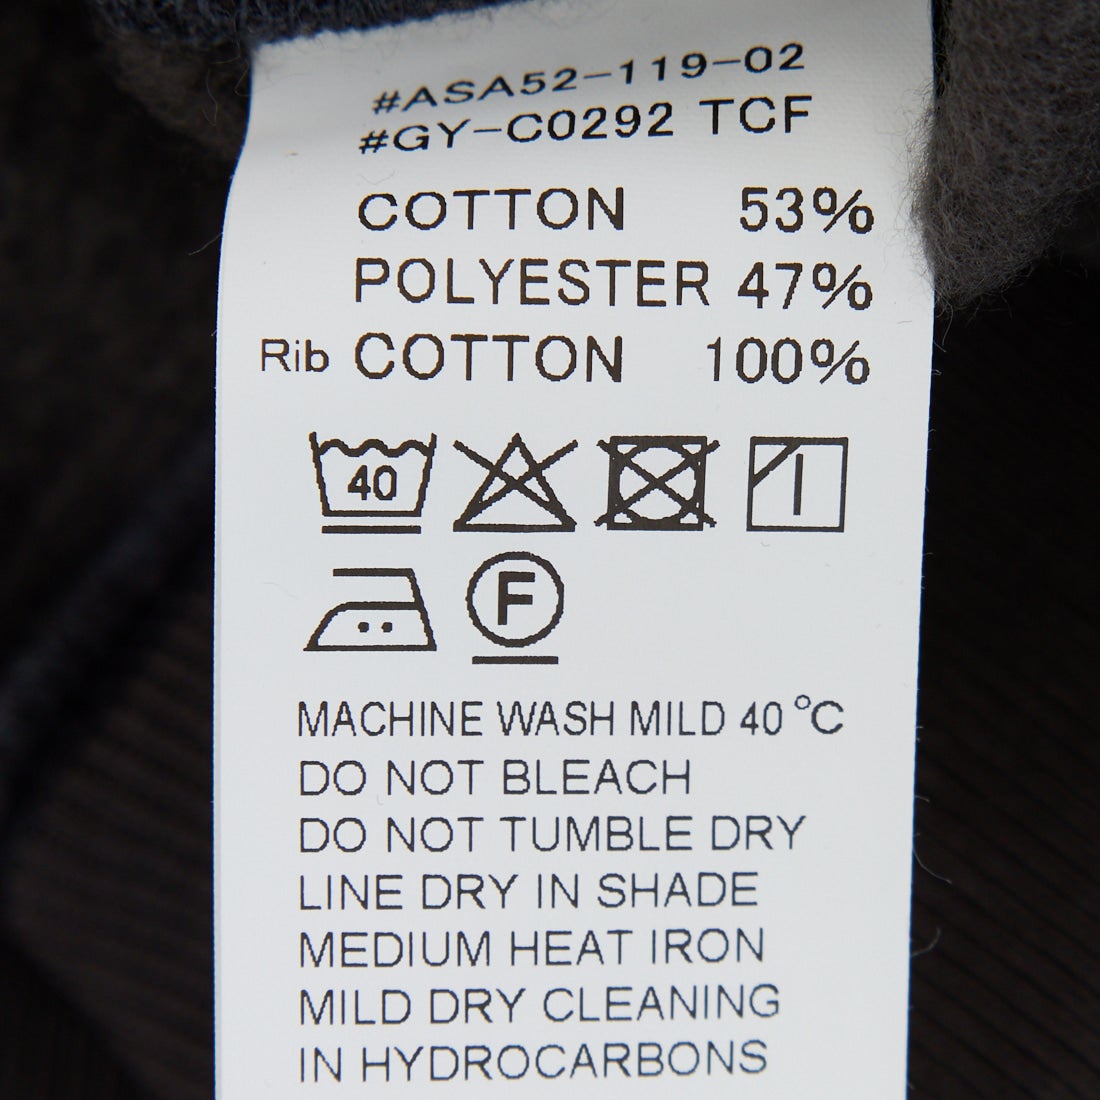 #ASA52-119-02
#GY-C0292 TCF
COTTON 53%
POLYESTER 47%
Rib COTTON 100%
40
F
MACHINE WASH MILD 40 °C
DO NOT BLEACH
DO NOT TUMBLE DRY
LINE DRY IN SHADE
MEDIUM HEAT IRON
MILD DRY CLEANING
IN HYDROCARBONS